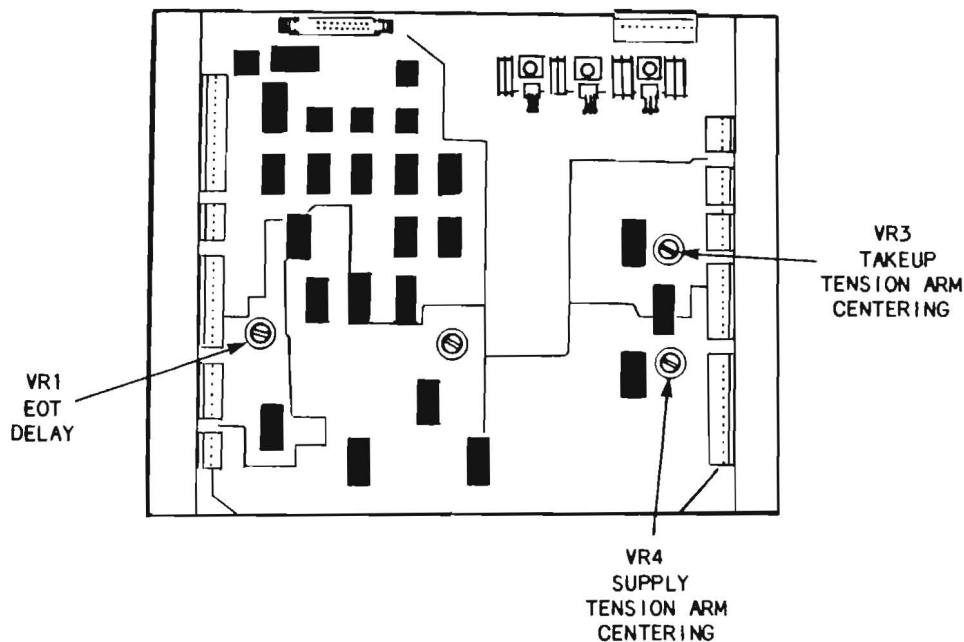 VR3
TAKEUP
TENSION ARM
CENTERING
VR1
EOT
DELAY
VR4
SUPPLY
TENSION ARM
CENTERING